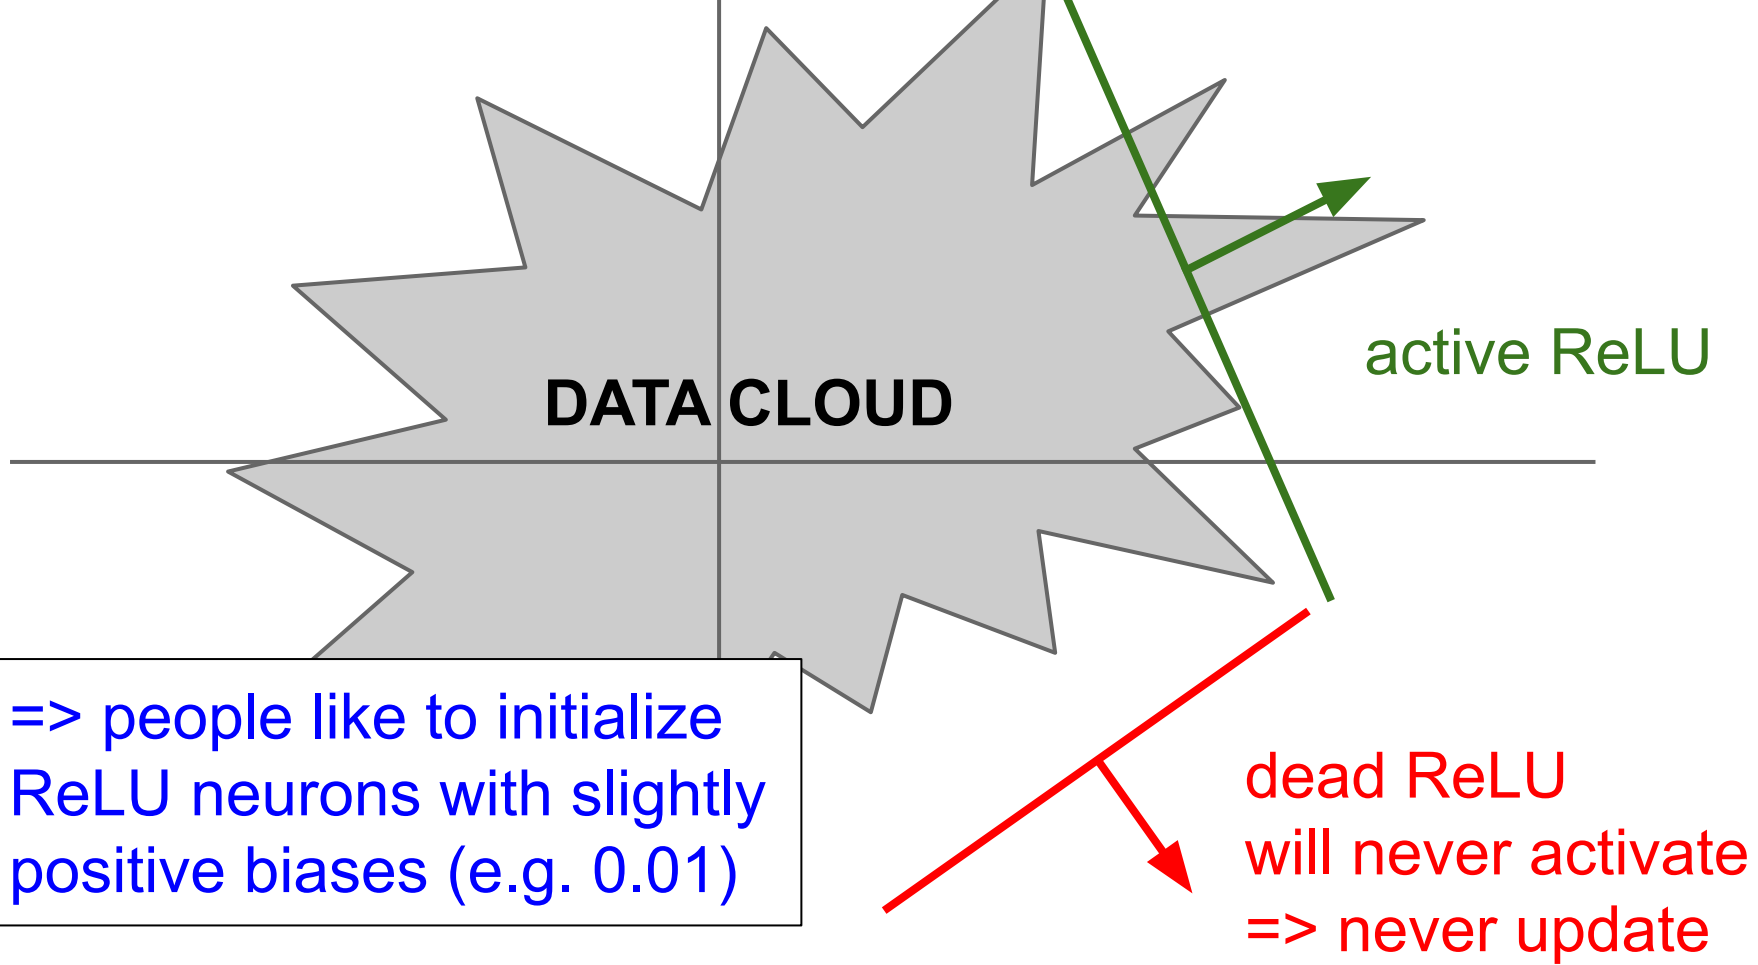 active ReLU
DATA CLOUD
=> people like to initialize
ReLU neurons with slightly
positive biases (e.g. 0.01)
dead ReLU
will never activate
=> never update